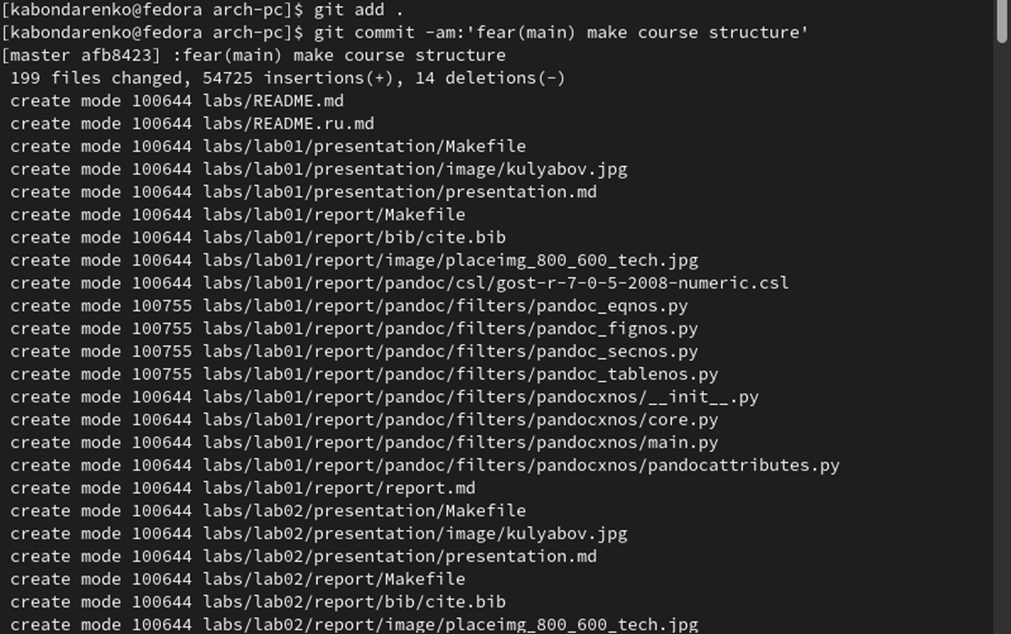 [kabondarenko@fedora arch-pc]$ git add .
[kabondarenko@fedora arch-pc]$ git commit -am:'fear(main) make course structure'
[master afb8423] :fear(main) make course structure
 199 files changed, 54725 insertions(+), 14 deletions(-)
 create mode 100644 labs/README.md
 create mode 100644 labs/README.ru.md
 create mode 100644 labs/lab01/presentation/Makefile
 create mode 100644 labs/lab01/presentation/image/kulyabov.jpg
 create mode 100644 labs/lab01/presentation/presentation.md
 create mode 100644 labs/lab01/report/Makefile
 create mode 100644 labs/lab01/report/bib/cite.bib
 create mode 100644 labs/lab01/report/image/placeimg_800_600_tech.jpg
 create mode 100644 labs/lab01/report/pandoc/csl/gost-r-7-0-5-2008-numeric.csl
 create mode 100755 labs/lab01/report/pandoc/filters/pandoc_eqnos.py
 create mode 100755 labs/lab01/report/pandoc/filters/pandoc_fignos.py
 create mode 100755 labs/lab01/report/pandoc/filters/pandoc_secnos.py
 create mode 100755 labs/lab01/report/pandoc/filters/pandoc_tablenos.py
 create mode 100644 labs/lab01/report/pandoc/filters/pandocxnos/__init__.py
 create mode 100644 labs/lab01/report/pandoc/filters/pandocxnos/core.py
 create mode 100644 labs/lab01/report/pandoc/filters/pandocxnos/main.py
 create mode 100644 labs/lab01/report/pandoc/filters/pandocxnos/pandocattributes.py
 create mode 100644 labs/lab01/report/report.md
 create mode 100644 labs/lab02/presentation/Makefile
 create mode 100644 labs/lab02/presentation/image/kulyabov.jpg
 create mode 100644 labs/lab02/presentation/presentation.md
 create mode 100644 labs/lab02/report/Makefile
 create mode 100644 labs/lab02/report/bib/cite.bib
 create mode 100644 labs/lab02/report/image/placeimg_800_600_tech.jpg